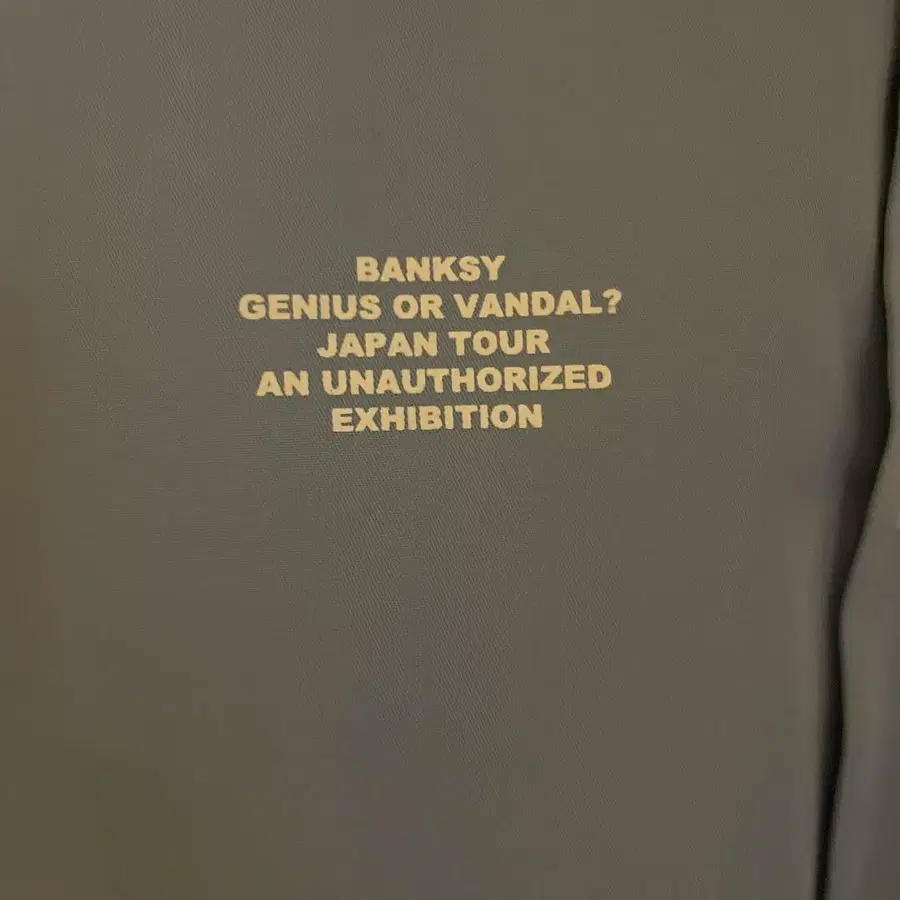 BANKSY
GENIUS OR VANDAL?
JAPAN TOUR
AN UNAUTHORIZED
EXHIBITION